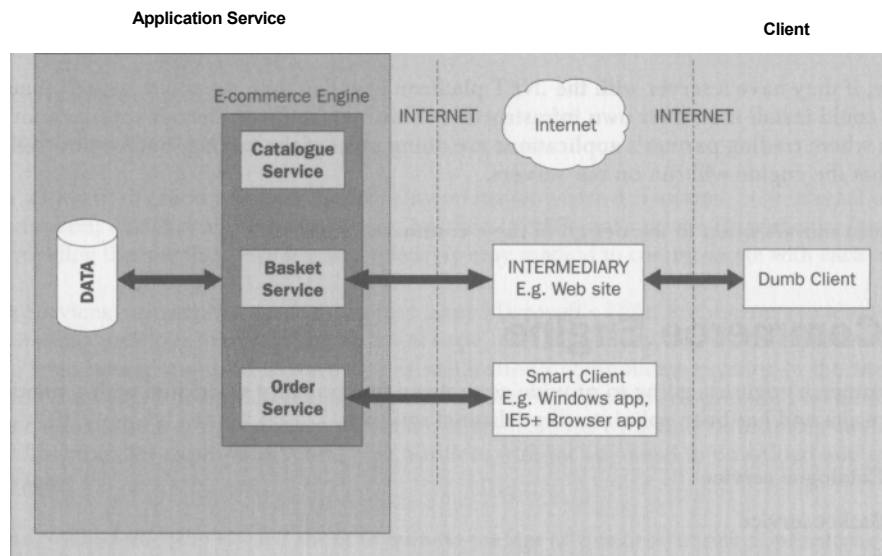 Application Service
Client
E-commerce Engine
INTERNET
Internet
INTERNET
Catalogue
Service
DATA
Basket
Service
INTERMEDIARY
E.g. Web site
Dumb Client
Order
Service
Smart Client
E.g. Windows app,
IE5+ Browser app